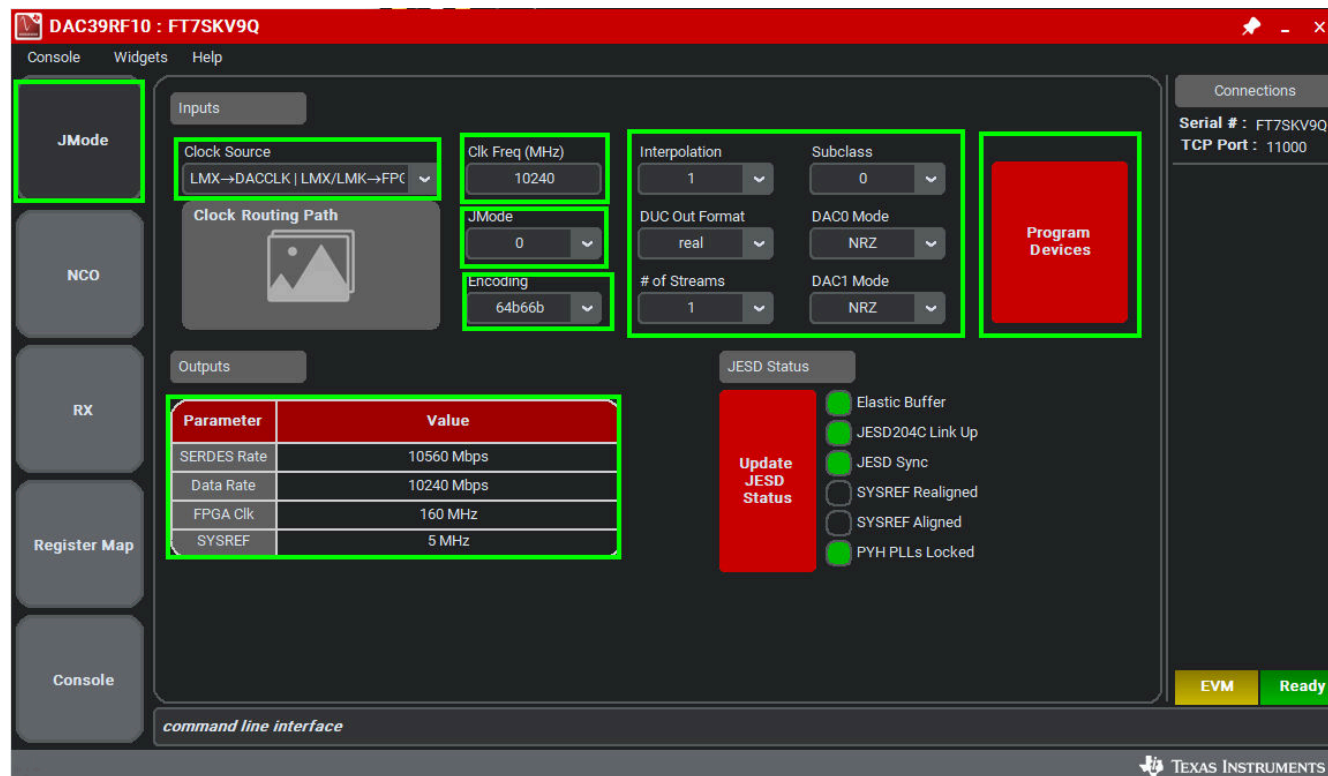 DAC39RF10 : FT7SKV9Q
Console Widgets Help
JMode
NCO
RX
Register Map
Console
Inputs
Clock Source
LMX→DACCLK | LMX/LMK→FPG
Clock Routing Path
Clk Freq (MHz)
10240
JMode
0
Encoding
64b66b
Interpolation
1
DUC Out Format
real
# of Streams
1
Subclass
0
DAC0 Mode
NRZ
DAC1 Mode
NRZ
Program
Devices
Outputs
Parameter Value
SERDES Rate 10560 Mbps
Data Rate 10240 Mbps
FPGA Clk 160 MHz
SYSREF 5 MHz
JESD Status
Update
JESD
Status
Elastic Buffer
JESD204C Link Up
JESD Sync
SYSREF Realigned
SYSREF Aligned
PYH PLLs Locked
command line interface
Connections
Serial # : FT7SKV9Q
TCP Port : 11000
EVM Ready
TEXAS INSTRUMENTS